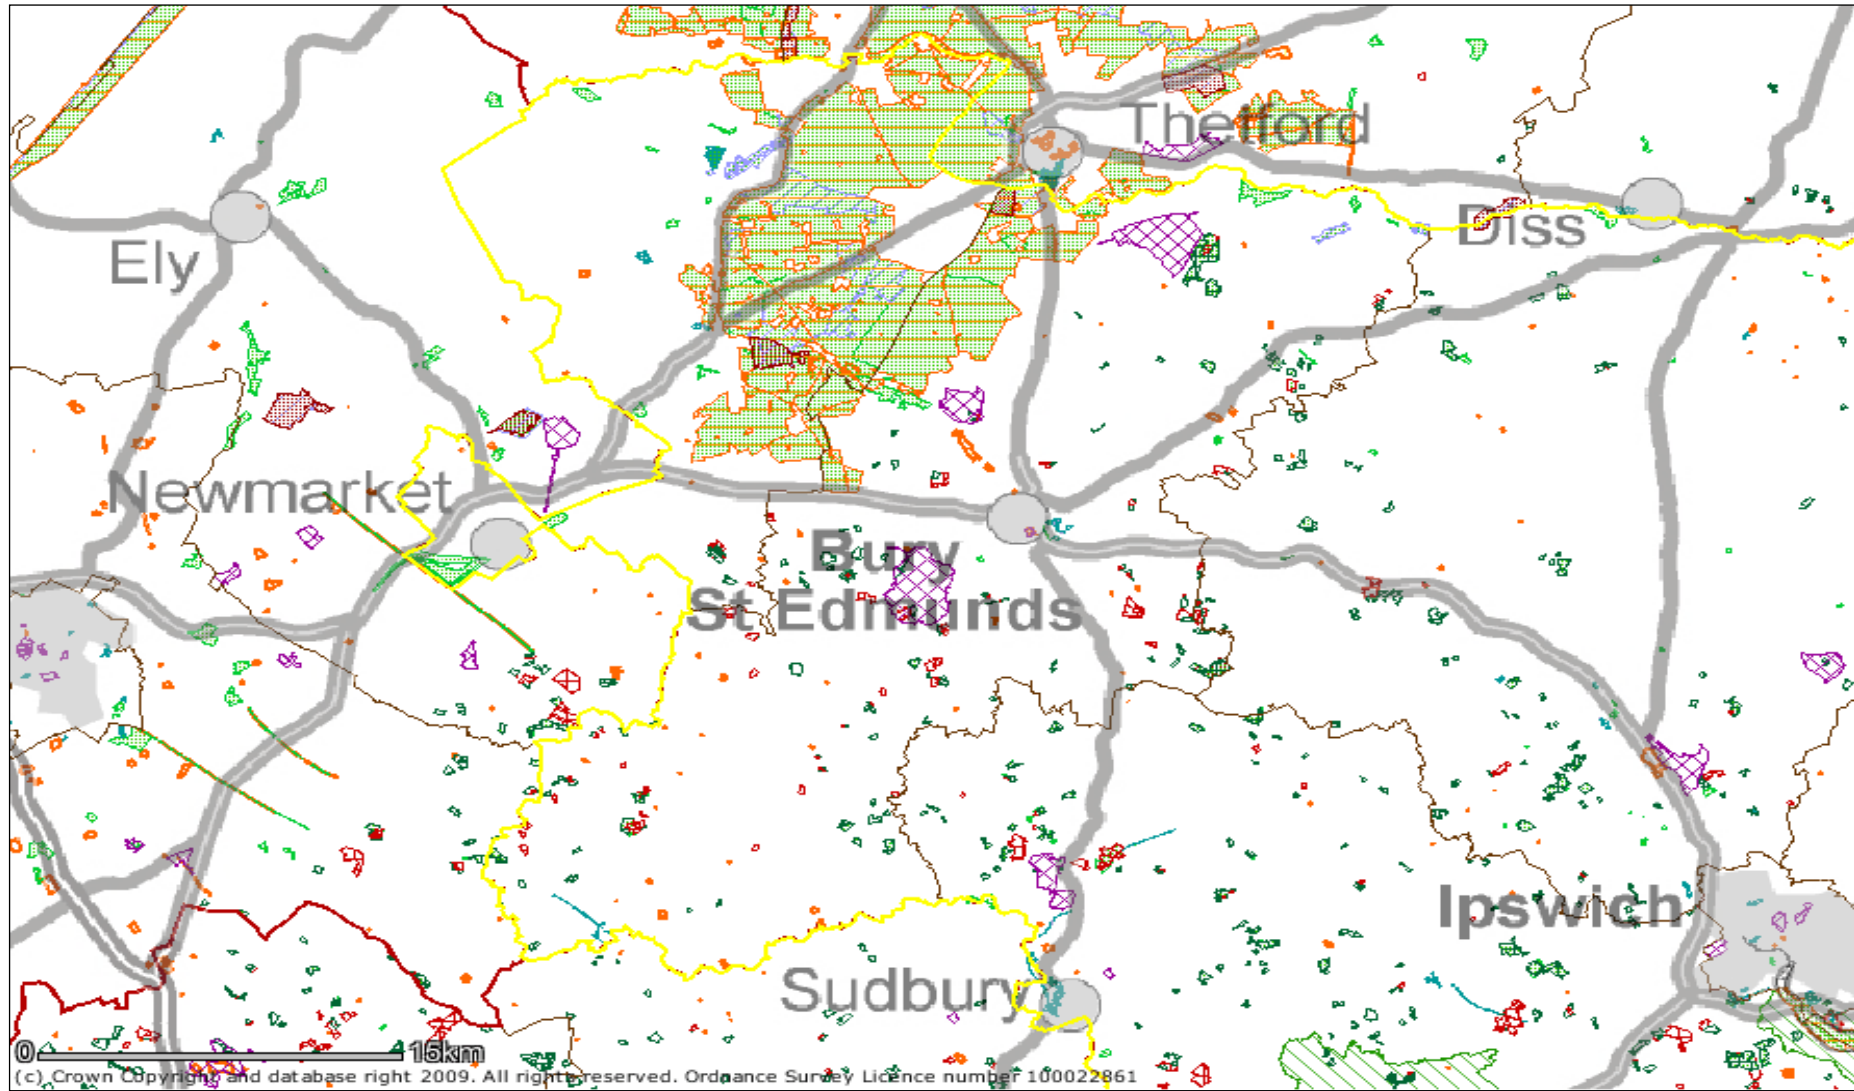 Thetford
Diss
Ely
Newmarket
Bury
St Edmunds
Ipswich
Sudbury
0 15km
(c) Crown Copyright and database right 2009. All rights reserved. Ordnance Survey Licence number 100022861